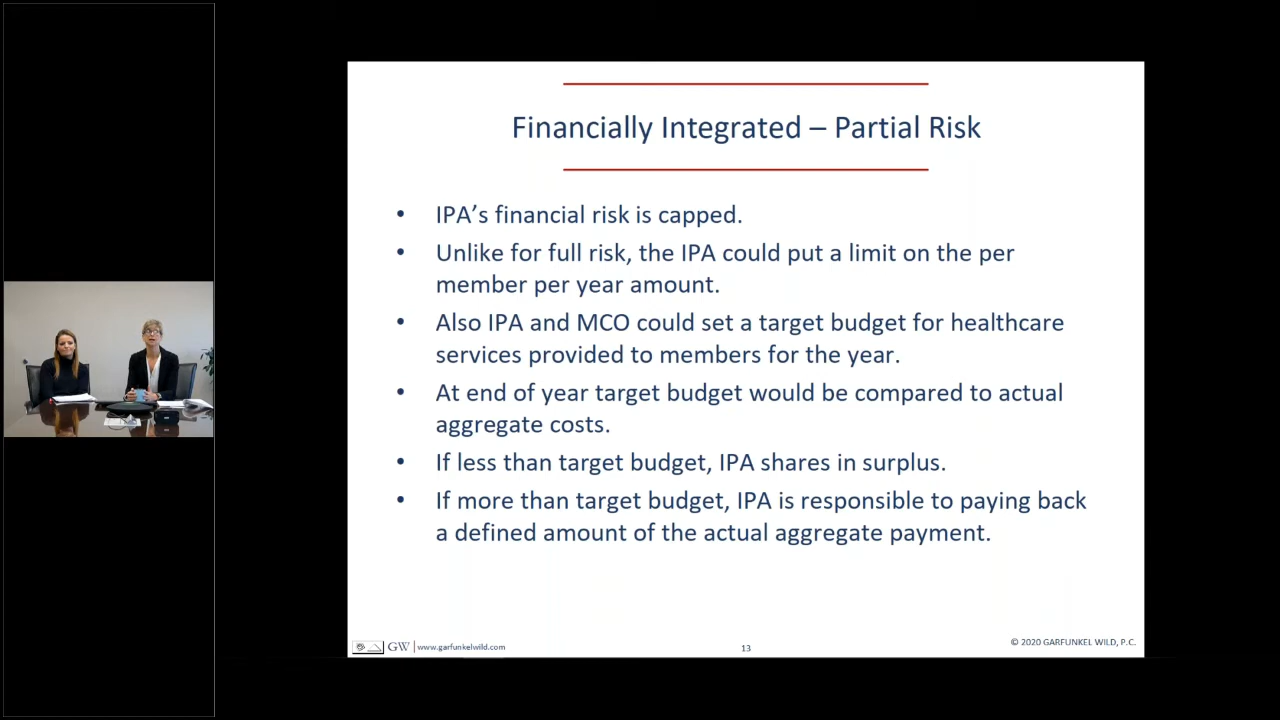 Financially Integrated – Partial Risk
• IPA’s financial risk is capped.
• Unlike for full risk, the IPA could put a limit on the per
member per year amount.
• Also IPA and MCO could set a target budget for healthcare
services provided to members for the year.
• At end of year target budget would be compared to actual
aggregate costs.
• If less than target budget, IPA shares in surplus.
• If more than target budget, IPA is responsible to paying back
a defined amount of the actual aggregate payment.
GW | www.garfunkelwild.com
13
© 2020 GARFUNKEL WILD, P.C.